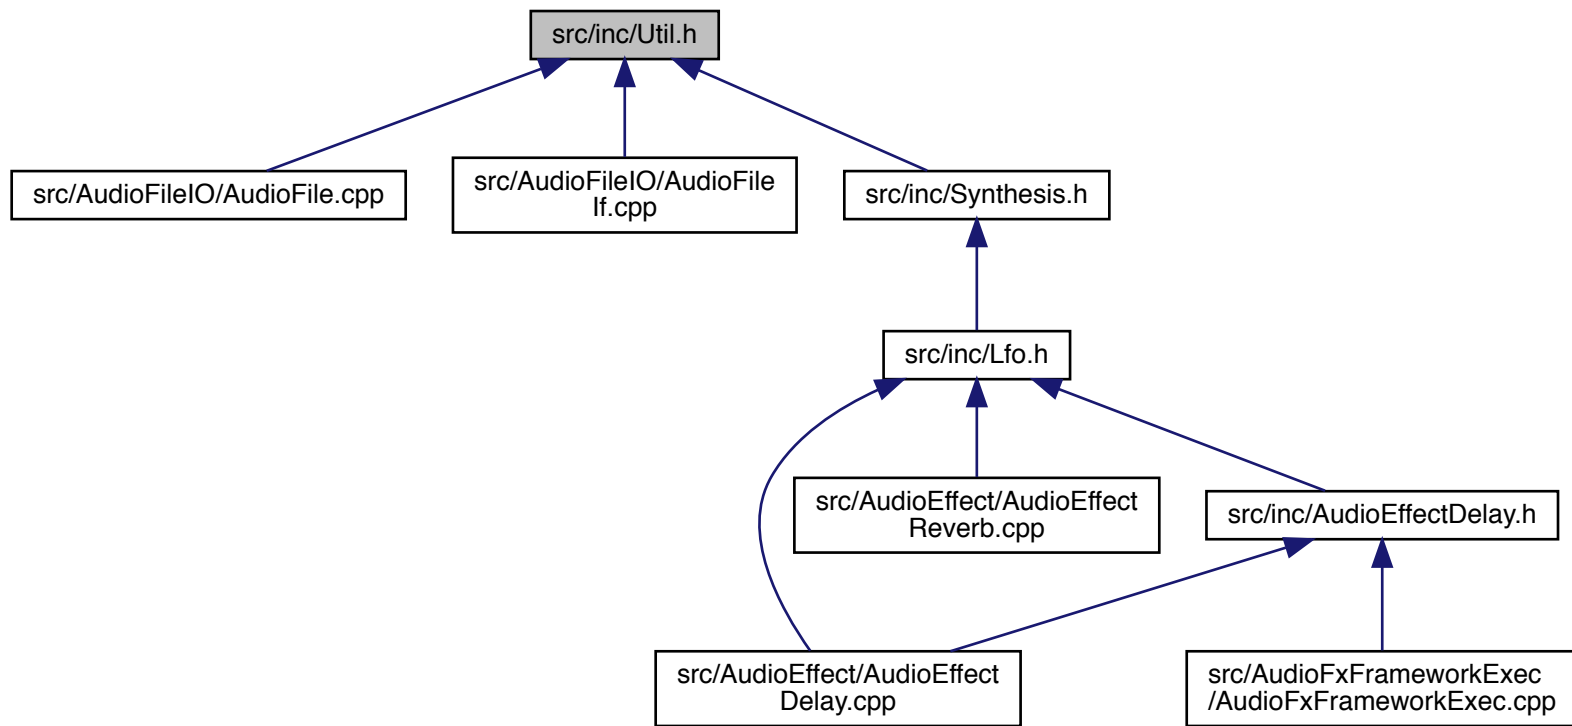 src/inc/Util.h
src/AudioFileIO/AudioFile.cpp
src/AudioFileIO/AudioFile
If.cpp
src/inc/Synthesis.h
src/inc/Lfo.h
src/AudioEffect/AudioEffect
Reverb.cpp
src/inc/AudioEffectDelay.h
src/AudioEffect/AudioEffect
Delay.cpp
src/AudioFxFrameworkExec
/AudioFxFrameworkExec.cpp